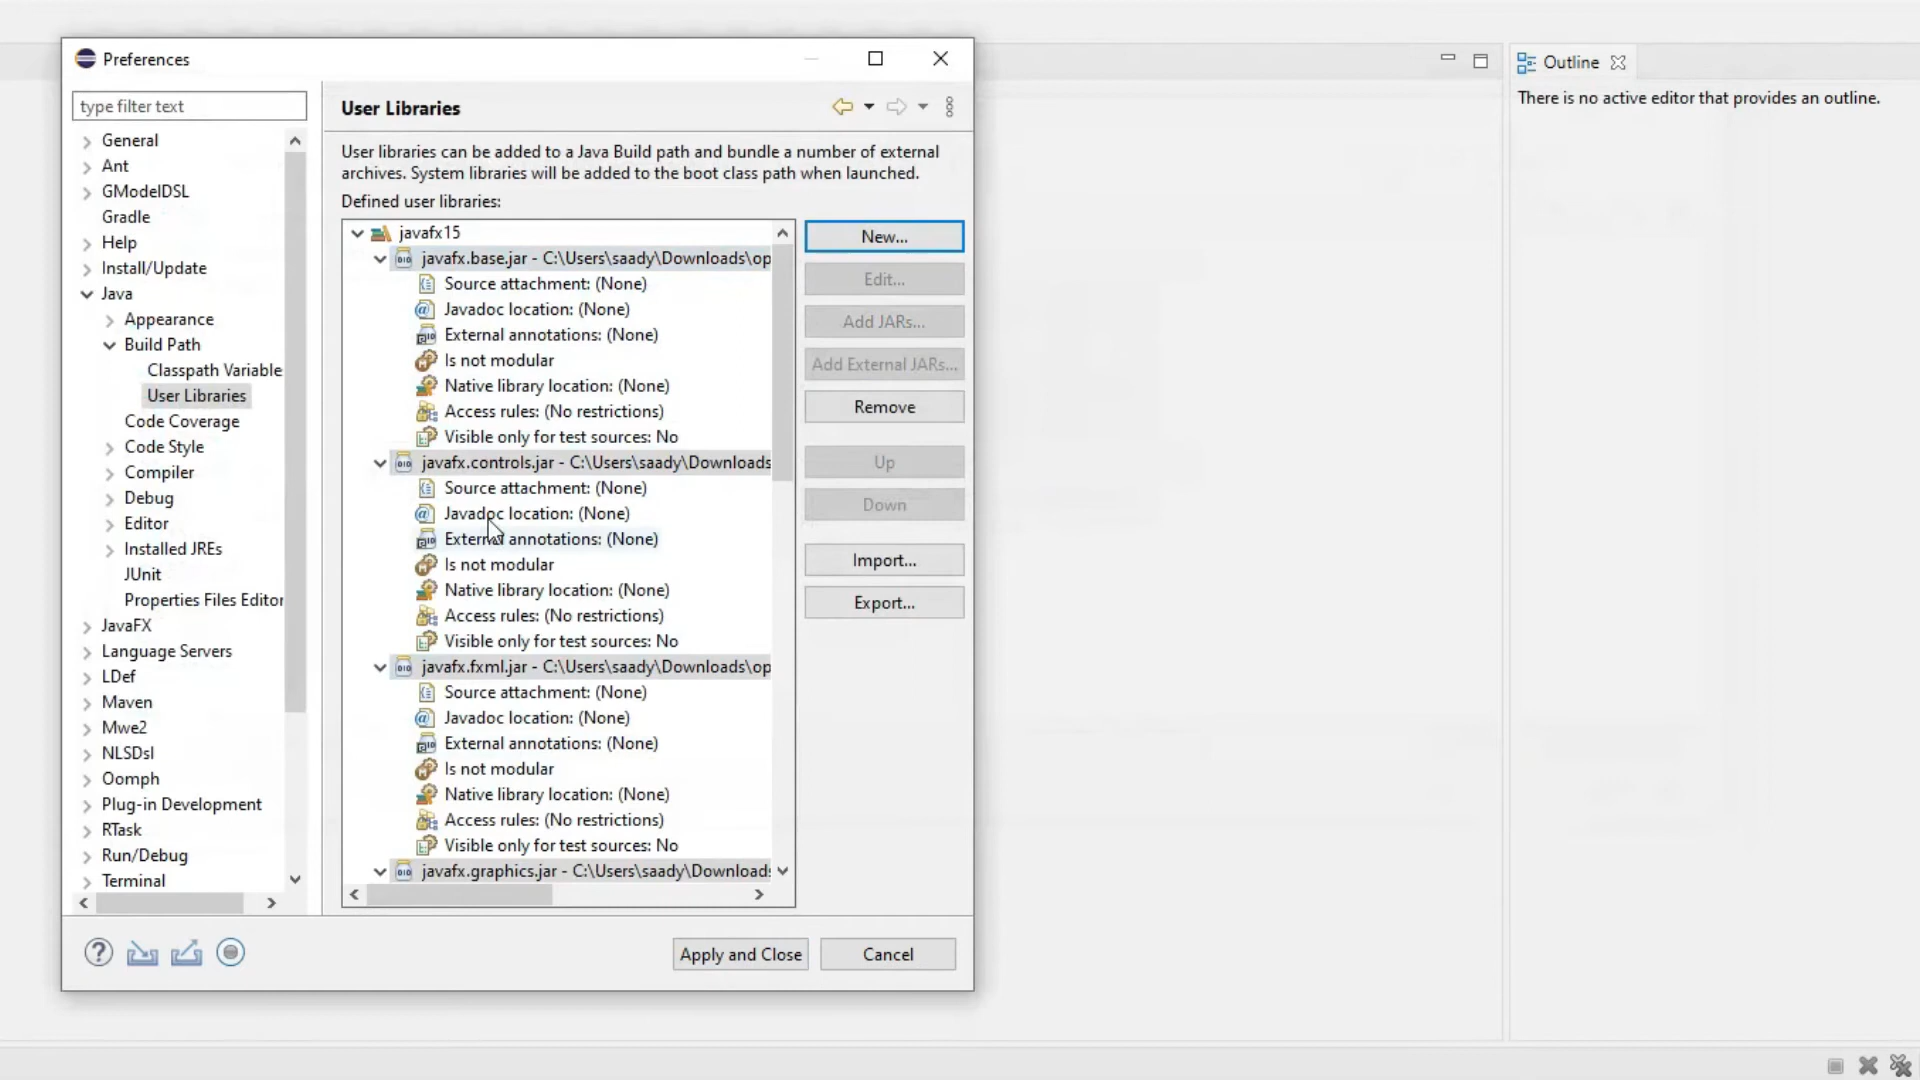 Preferences
type filter text
General
Ant
GModelDSL
Gradle
Help
Install/Update
Java
Appearance
Build Path
Classpath Variable
User Libraries
Code Coverage
Code Style
Compiler
Debug
Editor
Installed JREs
JUnit
Properties Files Editor
JavaFX
Language Servers
LDef
Maven
Mwe2
NLSDsl
Oomph
Plug-in Development
RTask
Run/Debug
Terminal
User Libraries
User libraries can be added to a Java Build path and bundle a number of external
archives. System libraries will be added to the boot class path when launched.
Defined user libraries:
javafx15
javafx.base.jar - C:\Users\saady\Downloads\op
Source attachment: (None)
Javadoc location: (None)
External annotations: (None)
Is not modular
Native library location: (None)
Access rules: (No restrictions)
Visible only for test sources: No
javafx.controls.jar - C:\Users\saady\Downloads
Source attachment: (None)
Javadoc location: (None)
External annotations: (None)
Is not modular
Native library location: (None)
Access rules: (No restrictions)
Visible only for test sources: No
javafx.fxml.jar - C:\Users\saady\Downloads\op
Source attachment: (None)
Javadoc location: (None)
External annotations: (None)
Is not modular
Native library location: (None)
Access rules: (No restrictions)
Visible only for test sources: No
javafx.graphics.jar - C:\Users\saady\Downloads
New...
Edit...
Add JARs...
Add External JARs...
Remove
Up
Down
Import...
Export...
Apply and Close
Cancel
Outline
There is no active editor that provides an outline.